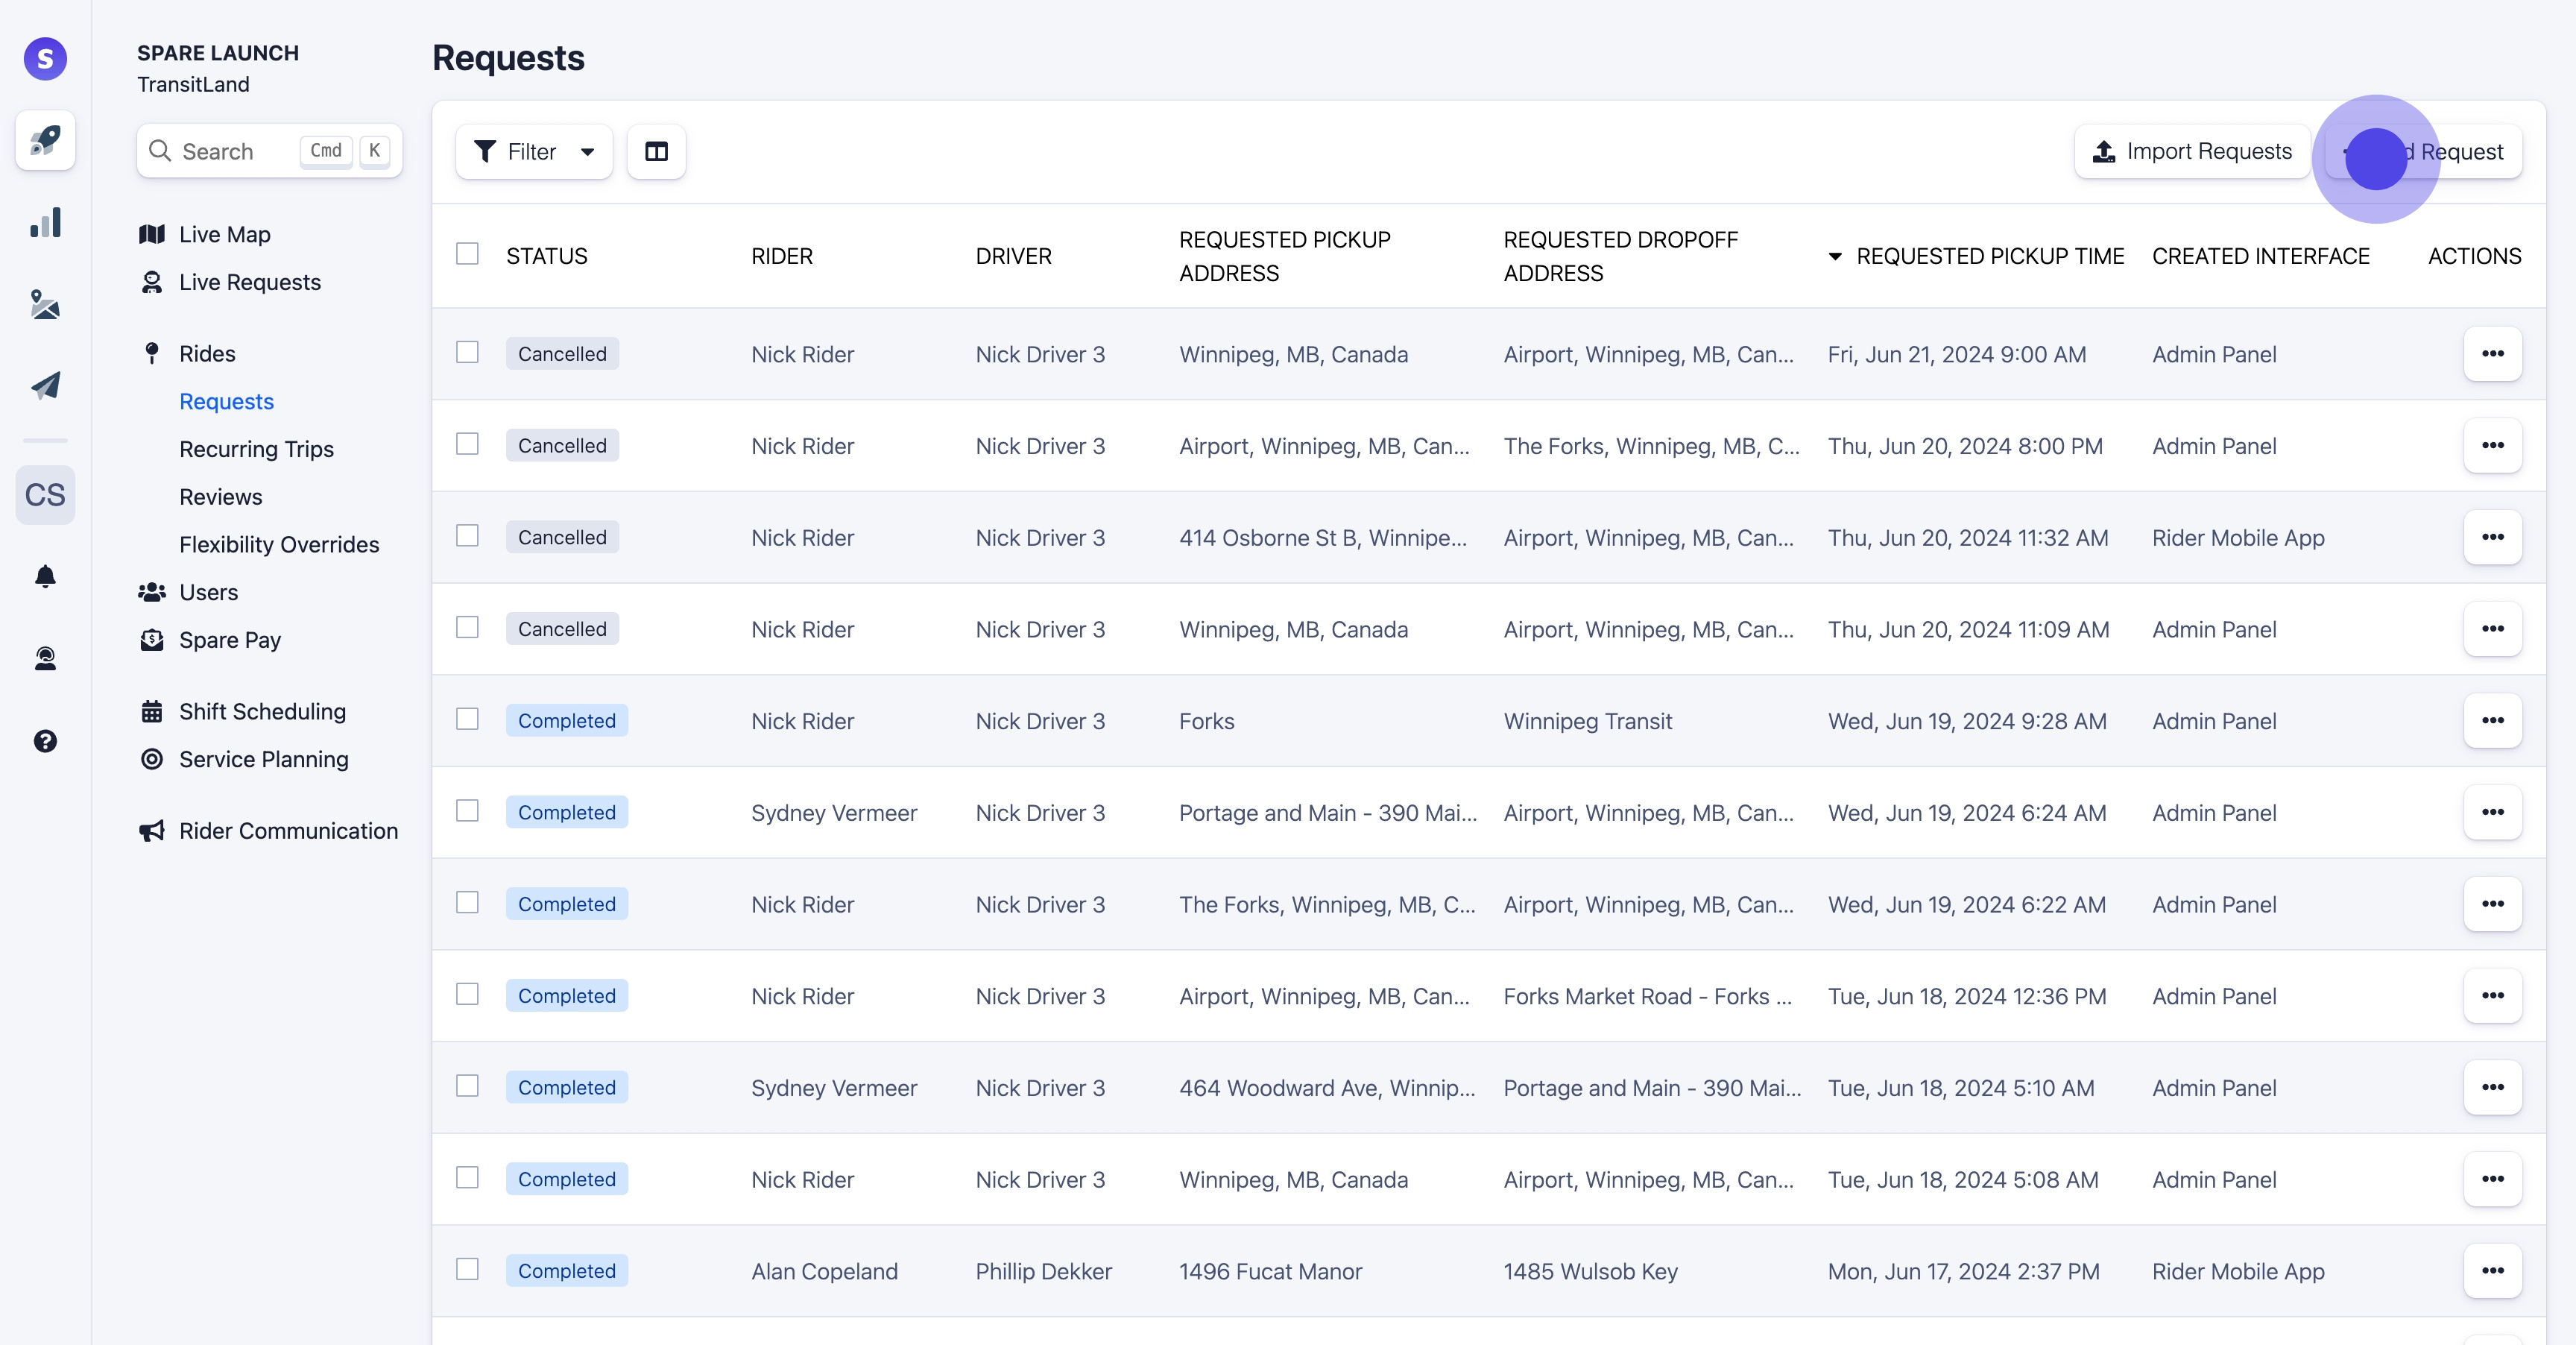 S
SPARE LAUNCH
TransitLand
Search Cmd K
Live Map
Live Requests
Rides
Requests
Recurring Trips
Reviews
Flexibility Overrides
Users
Spare Pay
Shift Scheduling
Service Planning
Rider Communication
CS
Requests
Filter
Import Requests
Request
STATUS RIDER DRIVER REQUESTED PICKUP ADDRESS REQUESTED DROPOFF ADDRESS REQUESTED PICKUP TIME CREATED INTERFACE ACTIONS
Cancelled Nick Rider Nick Driver 3 Winnipeg, MB, Canada Airport, Winnipeg, MB, Can... Fri, Jun 21, 2024 9:00 AM Admin Panel
Cancelled Nick Rider Nick Driver 3 Airport, Winnipeg, MB, Can... The Forks, Winnipeg, MB, C... Thu, Jun 20, 2024 8:00 PM Admin Panel
Cancelled Nick Rider Nick Driver 3 414 Osborne St B, Winnipe... Airport, Winnipeg, MB, Can... Thu, Jun 20, 2024 11:32 AM Rider Mobile App
Cancelled Nick Rider Nick Driver 3 Winnipeg, MB, Canada Airport, Winnipeg, MB, Can... Thu, Jun 20, 2024 11:09 AM Admin Panel
Completed Nick Rider Nick Driver 3 Forks Winnipeg Transit Wed, Jun 19, 2024 9:28 AM Admin Panel
Completed Sydney Vermeer Nick Driver 3 Portage and Main - 390 Mai... Airport, Winnipeg, MB, Can... Wed, Jun 19, 2024 6:24 AM Admin Panel
Completed Nick Rider Nick Driver 3 The Forks, Winnipeg, MB, C... Airport, Winnipeg, MB, Can... Wed, Jun 19, 2024 6:22 AM Admin Panel
Completed Nick Rider Nick Driver 3 Airport, Winnipeg, MB, Can... Forks Market Road - Forks ... Tue, Jun 18, 2024 12:36 PM Admin Panel
Completed Sydney Vermeer Nick Driver 3 464 Woodward Ave, Winnip... Portage and Main - 390 Mai... Tue, Jun 18, 2024 5:10 AM Admin Panel
Completed Nick Rider Nick Driver 3 Winnipeg, MB, Canada Airport, Winnipeg, MB, Can... Tue, Jun 18, 2024 5:08 AM Admin Panel
Completed Alan Copeland Phillip Dekker 1496 Fucat Manor 1485 Wulsob Key Mon, Jun 17, 2024 2:37 PM Rider Mobile App